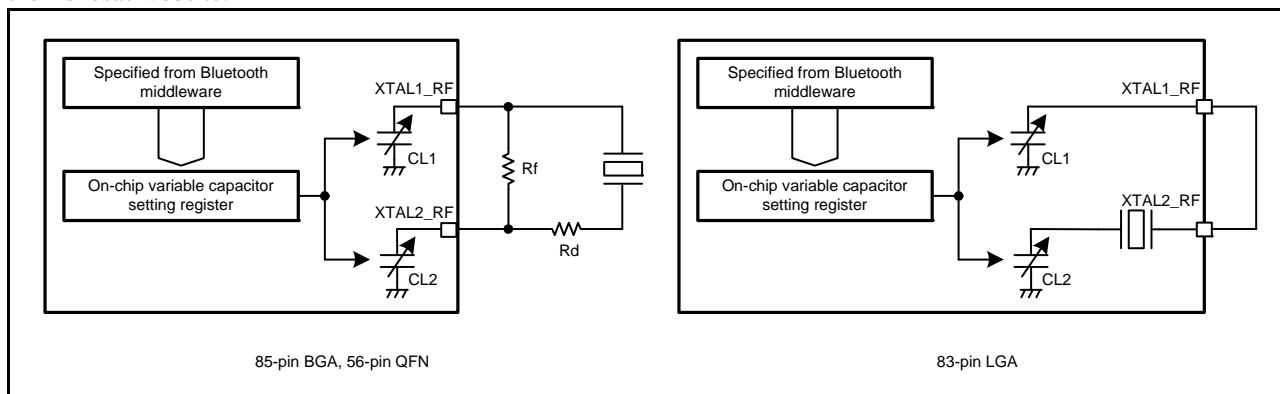 Specified from Bluetooth
middleware
On-chip variable capacitor
setting register
XTAL1_RF
CL1
Rf
XTAL2_RF
Rd
CL2
85-pin BGA, 56-pin QFN
Specified from Bluetooth
middleware
On-chip variable capacitor
setting register
XTAL1_RF
CL1
XTAL2_RF
CL2
83-pin LGA